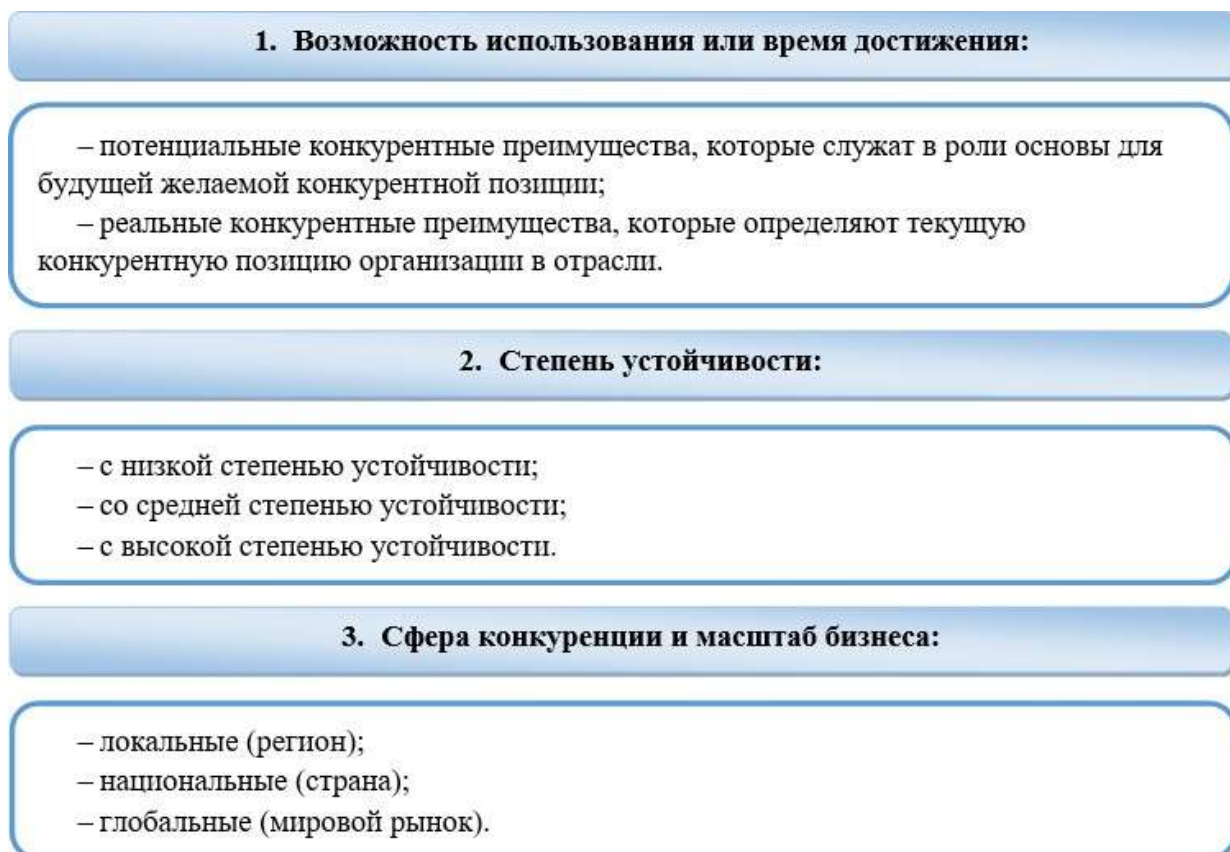 1. Возможность использования или время достижения:
– потенциальные конкурентные преимущества, которые служат в роли основы для
будущей желаемой конкурентной позиции;
– реальные конкурентные преимущества, которые определяют текущую
конкурентную позицию организации в отрасли.
2. Степень устойчивости:
– с низкой степенью устойчивости;
– со средней степенью устойчивости;
– с высокой степенью устойчивости.
3. Сфера конкуренции и масштаб бизнеса:
– локальные (регион);
– национальные (страна);
– глобальные (мировой рынок).